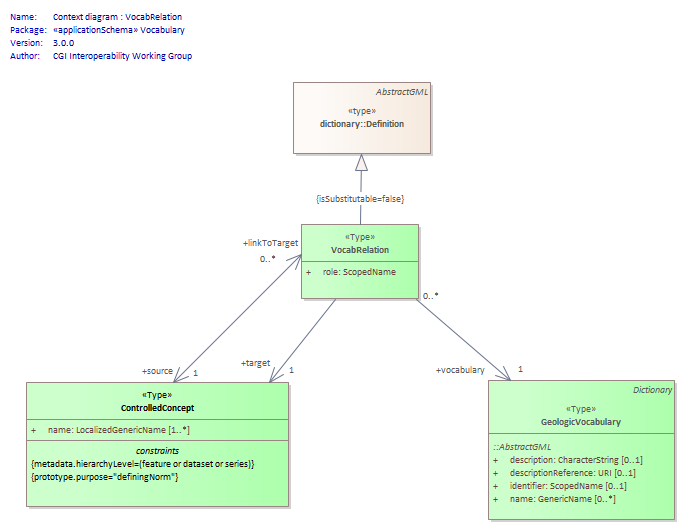 Name: Context diagram : VocabRelation
Package: «applicationSchema» Vocabulary
Version: 3.0.0
Author: CGI Interoperability Working Group
AbstractGML
«type»
dictionary::Definition
{isSubstitutable=false}
+linkToTarget
0..*
«Type»
VocabRelation
+ role: ScopedName
0..*
+source
1
+target
1
+vocabulary
1
«Type»
ControlledConcept
+ name: LocalizedGenericName [1..*]
constraints
{metadata.hierarchyLevel=(feature or dataset or series)}
{prototype.purpose="definingNorm"}
Dictionary
«Type»
GeologicVocabulary
::AbstractGML
+ description: CharacterString [0..1]
+ descriptionReference: URI [0..1]
+ identifier: ScopedName [0..1]
+ name: GenericName [0..*]